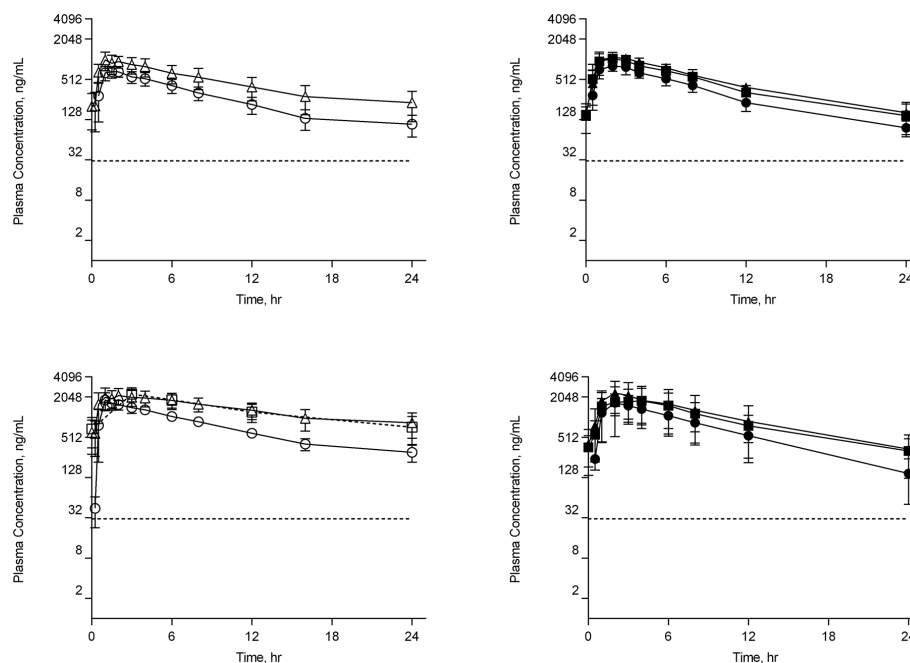 Plasma Concentration, ng/mL
4096
2048
512
128
32
8
2
0 6 12 18 24
Time, hr
Plasma Concentration, ng/mL
4096
2048
512
128
32
8
2
0 6 12 18 24
Time, hr
Plasma Concentration, ng/mL
4096
2048
512
128
32
8
2
0 6 12 18 24
Time, hr
Plasma Concentration, ng/mL
4096
2048
512
128
32
8
2
0 6 12 18 24
Time, hr